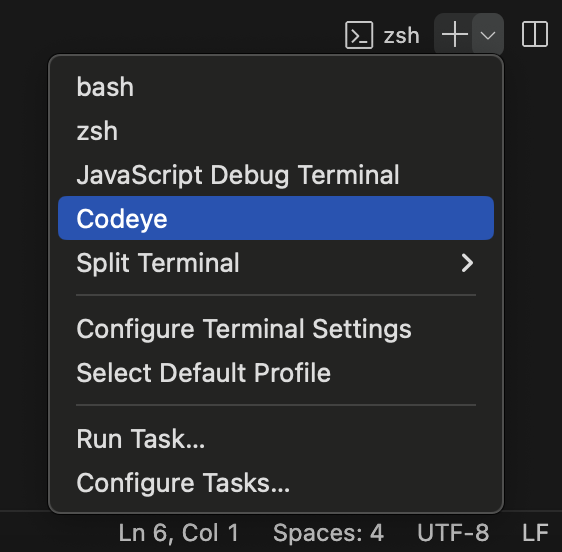 zsh
bash
zsh
JavaScript Debug Terminal
Codeye
Split Terminal
Configure Terminal Settings
Select Default Profile
Run Task...
Configure Tasks...
Ln 6, Col 1 Spaces: 4 UTF-8 LF